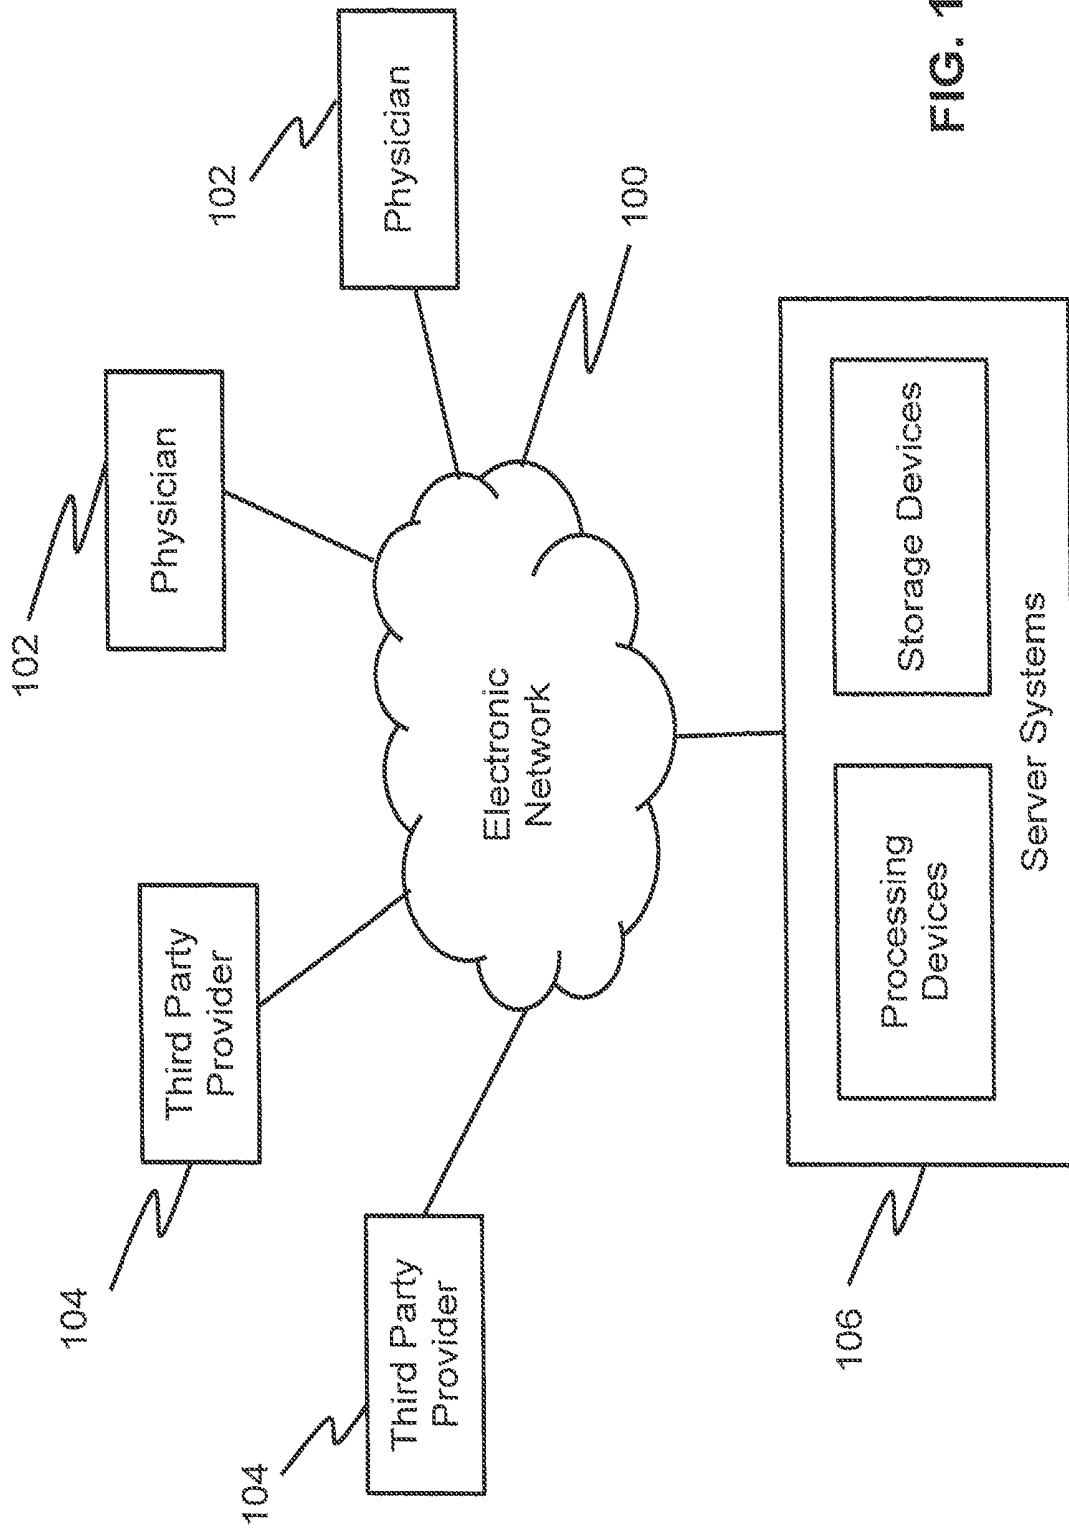 102
Physician
102
Physician
104
Third Party
Provider
104
Third Party
Provider
Electronic
Network
100
106
Processing
Devices
Storage Devices
Server Systems
FIG. 1